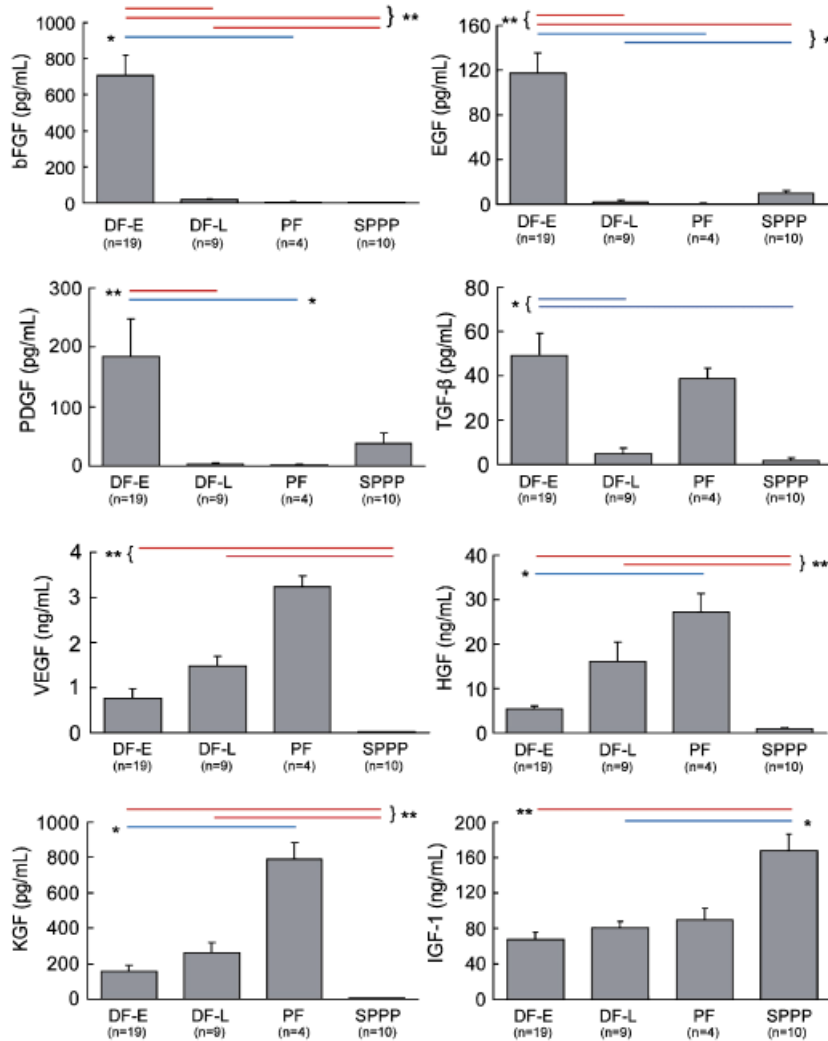 bFGF (pg/mL)
1000
800
600
400
200
0
*
} **
DF-E DF-L PF SPPP
(n=19) (n=9) (n=4) (n=10)
EGF (pg/mL)
160
120
80
40
0
** {
} *
DF-E DF-L PF SPPP
(n=19) (n=9) (n=4) (n=10)
PDGF (pg/mL)
300
200
100
0
**
*
DF-E DF-L PF SPPP
(n=19) (n=9) (n=4) (n=10)
TGF-β (pg/mL)
80
60
40
20
0
* {
DF-E DF-L PF SPPP
(n=19) (n=9) (n=4) (n=10)
VEGF (ng/mL)
4
3
2
1
0
** {
DF-E DF-L PF SPPP
(n=19) (n=9) (n=4) (n=10)
HGF (ng/mL)
40
30
20
10
0
*
} **
DF-E DF-L PF SPPP
(n=19) (n=9) (n=4) (n=10)
KGF (pg/mL)
1000
800
600
400
200
0
*
} **
DF-E DF-L PF SPPP
(n=19) (n=9) (n=4) (n=10)
IGF-1 (ng/mL)
200
160
120
80
40
0
**
*
DF-E DF-L PF SPPP
(n=19) (n=9) (n=4) (n=10)